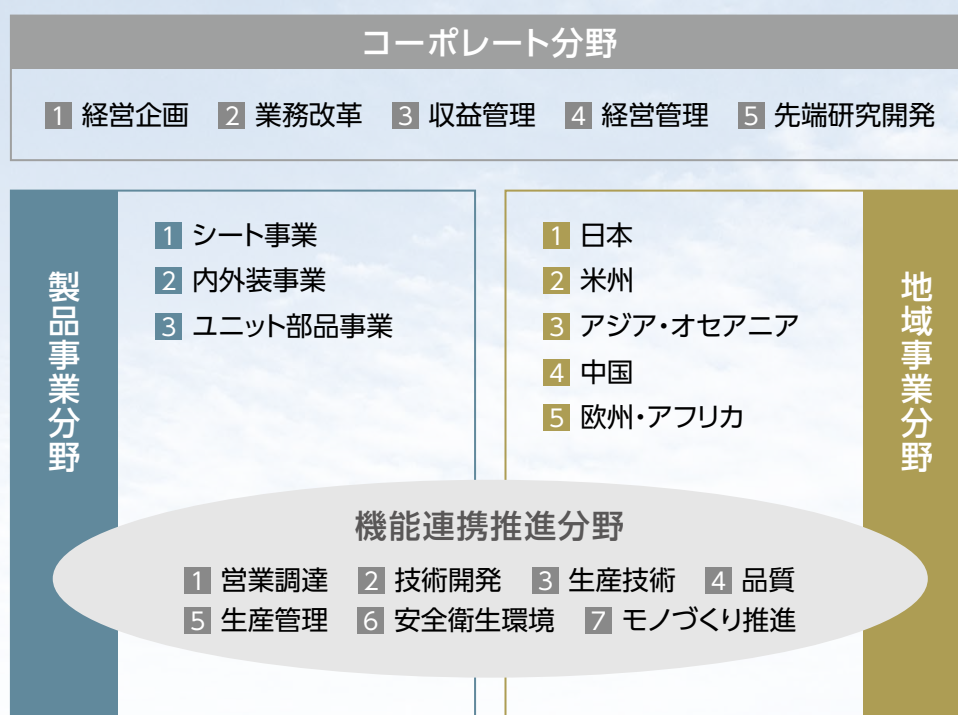 コーポレート分野
1 経営企画 2 業務改革 3 収益管理 4 経営管理 5 先端研究開発
製品事業分野
1 シート事業
2 内外装事業
3 ユニット部品事業
1 日本
2 米州
3 アジア・オセアニア
4 中国
5 欧州・アフリカ
地域事業分野
機能連携推進分野
1 営業調達 2 技術開発 3 生産技術 4 品質
5 生産管理 6 安全衛生環境 7 モノづくり推進